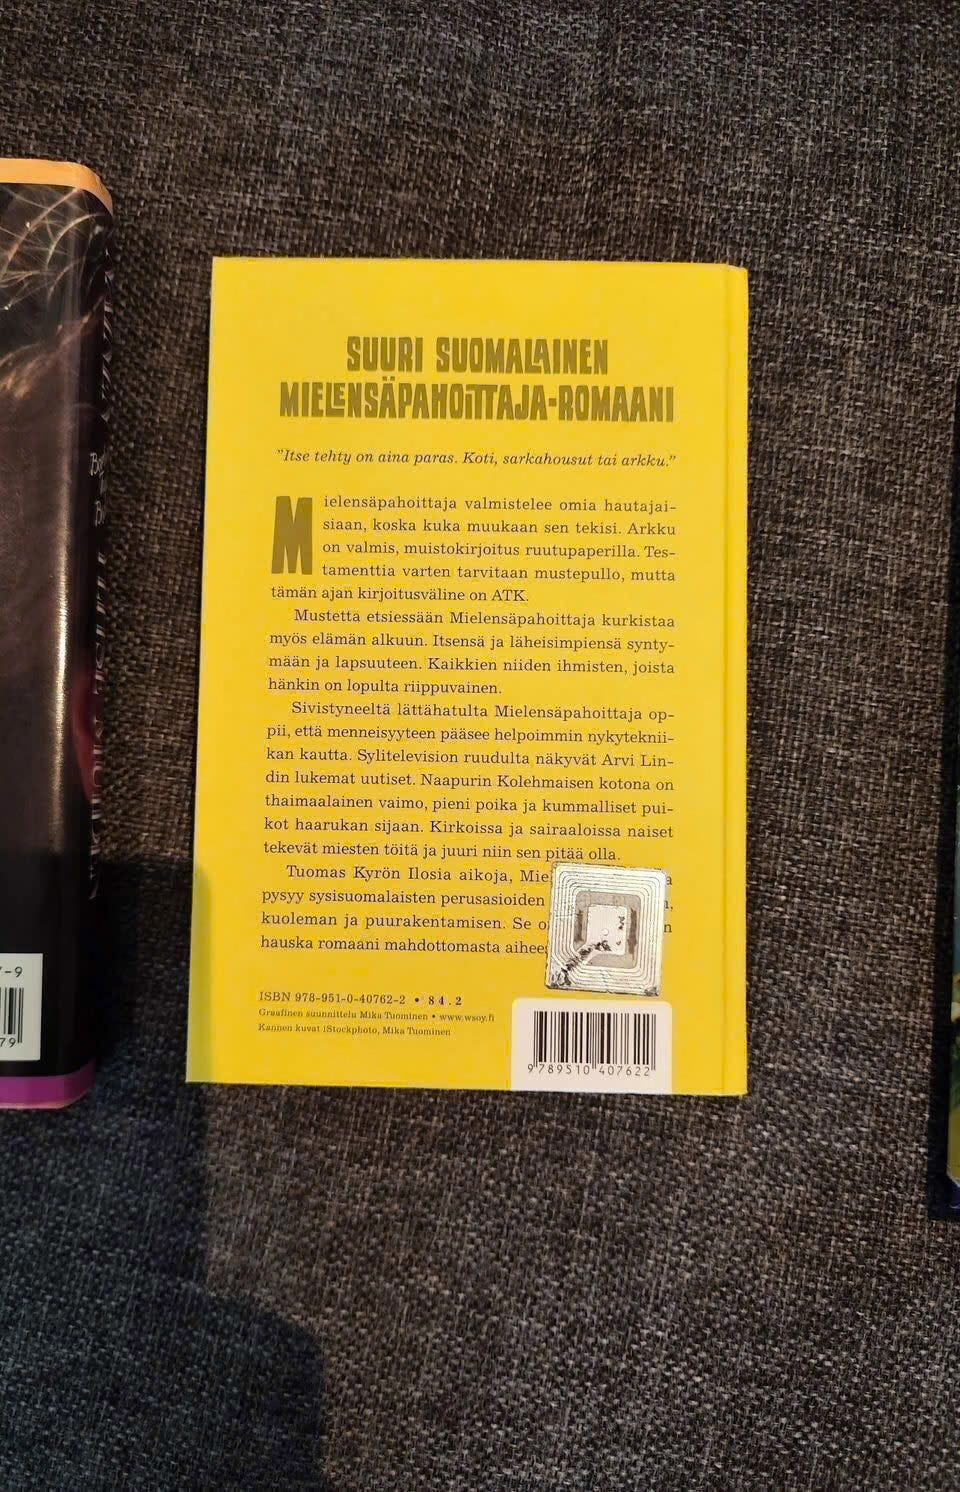 SUURI SUOMALAINEN
MIELENSÄPAHOITTAJA-ROMAANI
"Itse tehty on aina paras. Koti, sarkahousut tai arkku."
Mielensäpahoittaja valmistelee omia hautajai-
siaan, koska kuka muukaan sen tekisi. Arkku
on valmis, muistokirjoitus ruutupaperilla. Tes-
tamenttia varten tarvitaan mustepullo, mutta
tämän ajan kirjoitusväline on ATK.
Mustetta etsiessään Mielensäpahoittaja kurkistaa
myös elämän alkuun. Itsensä ja läheisimpiensä synty-
mään ja lapsuuteen. Kaikkien niiden ihmisten, joista
hänkin on lopulta riippuvainen.
Sivistyneeltä lättähatulta Mielensäpahoittaja op-
pii, että menneisyyteen pääsee helpoimmin nykytekniі-
kan kautta. Sylitelevision ruudulta näkyvät Arvi Lin-
din lukemat uutiset. Naapurin Kolehmaisen kotona on
thaimaalainen vaimo, pieni poika ja kummalliset pui-
kot haarukan sijaan. Kirkoissa ja sairaaloissa naiset
tekevät miesten töitä ja juuri niin sen pitää olla.
Tuomas Kyrön Ilosia aikoja,
pysyy sysisuomalaisten perusasioiden
kuoleman ja puurakentamisen. Se
hauska romaani mahdottomasta
ISBN 978-951-0-40762-2 • 84.2
Graafinen suunnittelu Mika Tuominen • www.wsoy.fi
Kannen kuvat iStockphoto, Mika Tuominen
9789510407622
7-9
79